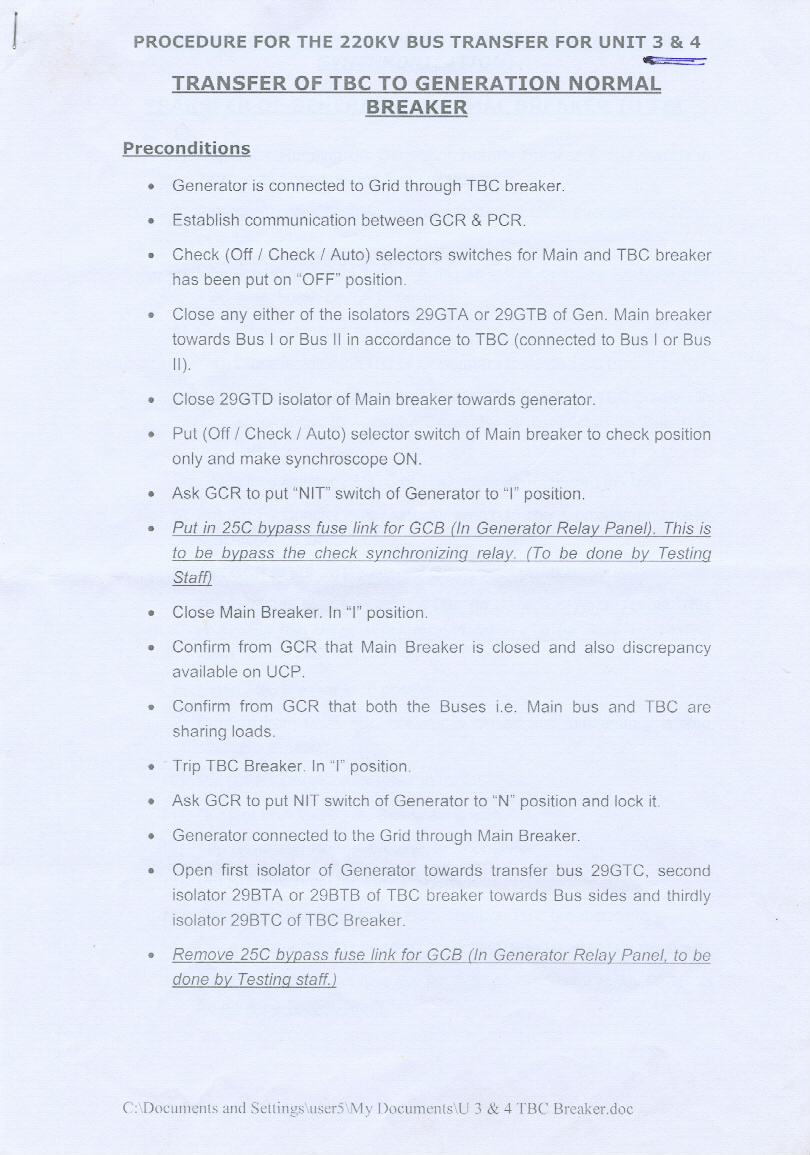 PROCEDURE FOR THE 220KV BUS TRANSFER FOR UNIT 3 & 4
TRANSFER OF TBC TO GENERATION NORMAL
BREAKER
Preconditions
• Generator is connected to Grid through TBC breaker.
• Establish communication between GCR & PCR.
• Check (Off / Check / Auto) selectors switches for Main and TBC breaker
has been put on “OFF” position.
• Close any either of the isolators 29GTA or 29GTB of Gen. Main breaker
towards Bus I or Bus II in accordance to TBC (connected to Bus I or Bus
II).
• Close 29GTD isolator of Main breaker towards generator.
• Put (Off / Check / Auto) selector switch of Main breaker to check position
only and make synchroscope ON.
• Ask GCR to put “NIT” switch of Generator to “I” position.
• Put in 25C bypass fuse link for GCB (In Generator Relay Panel). This is
to be bypass the check synchronizing relay. (To be done by Testing
Staff)
• Close Main Breaker. In “I” position.
• Confirm from GCR that Main Breaker is closed and also discrepancy
available on UCP.
• Confirm from GCR that both the Buses i.e. Main bus and TBC are
sharing loads.
• Trip TBC Breaker. In “I” position.
• Ask GCR to put NIT switch of Generator to “N” position and lock it.
• Generator connected to the Grid through Main Breaker.
• Open first isolator of Generator towards transfer bus 29GTC, second
isolator 29BTA or 29BTB of TBC breaker towards Bus sides and thirdly
isolator 29BTC of TBC Breaker.
• Remove 25C bypass fuse link for GCB (In Generator Relay Panel, to be
done by Testing staff.)
C:\Documents and Settings\user5\My Documents\U 3 & 4 TBC Breaker.doc